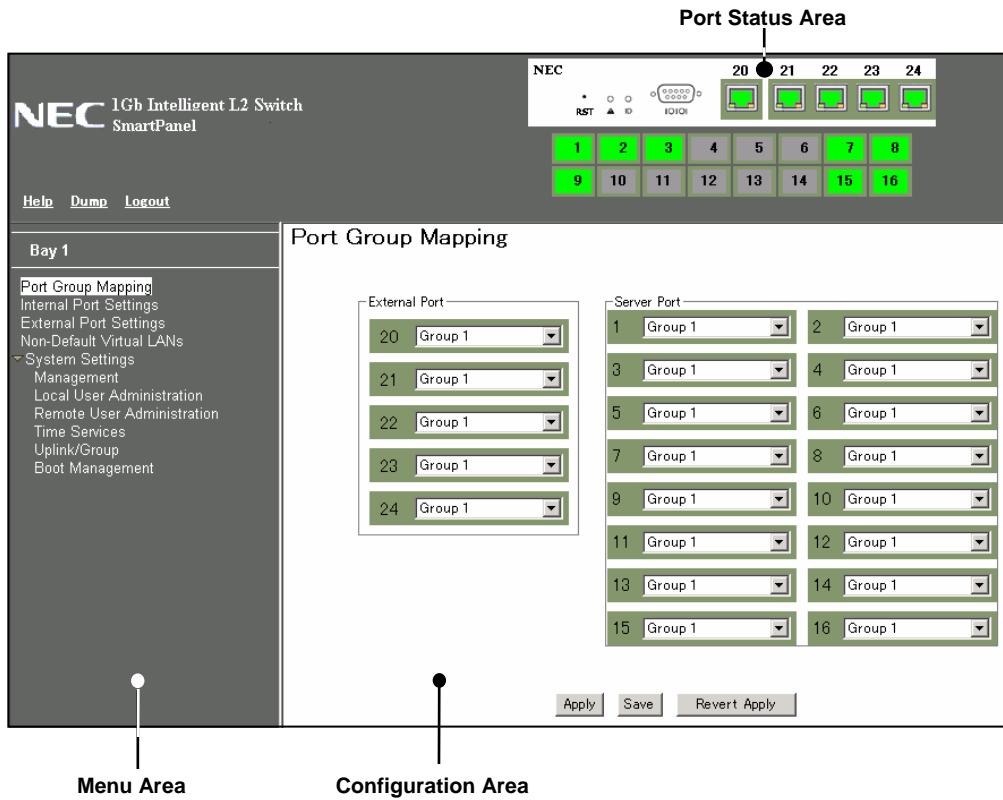 Port Status Area
NEC 1Gb Intelligent L2 Switch
SmartPanel
Help Dump Logout
NEC
20 21 22 23 24
RST ID IOIOI
1 2 3 4 5 6 7 8
9 10 11 12 13 14 15 16
Bay 1
Port Group Mapping
Internal Port Settings
External Port Settings
Non-Default Virtual LANs
System Settings
Management
Local User Administration
Remote User Administration
Time Services
Uplink/Group
Boot Management
Port Group Mapping
External Port
20 Group 1
21 Group 1
22 Group 1
23 Group 1
24 Group 1
Server Port
1 Group 1 2 Group 1
3 Group 1 4 Group 1
5 Group 1 6 Group 1
7 Group 1 8 Group 1
9 Group 1 10 Group 1
11 Group 1 12 Group 1
13 Group 1 14 Group 1
15 Group 1 16 Group 1
Apply Save Revert Apply
Menu Area Configuration Area